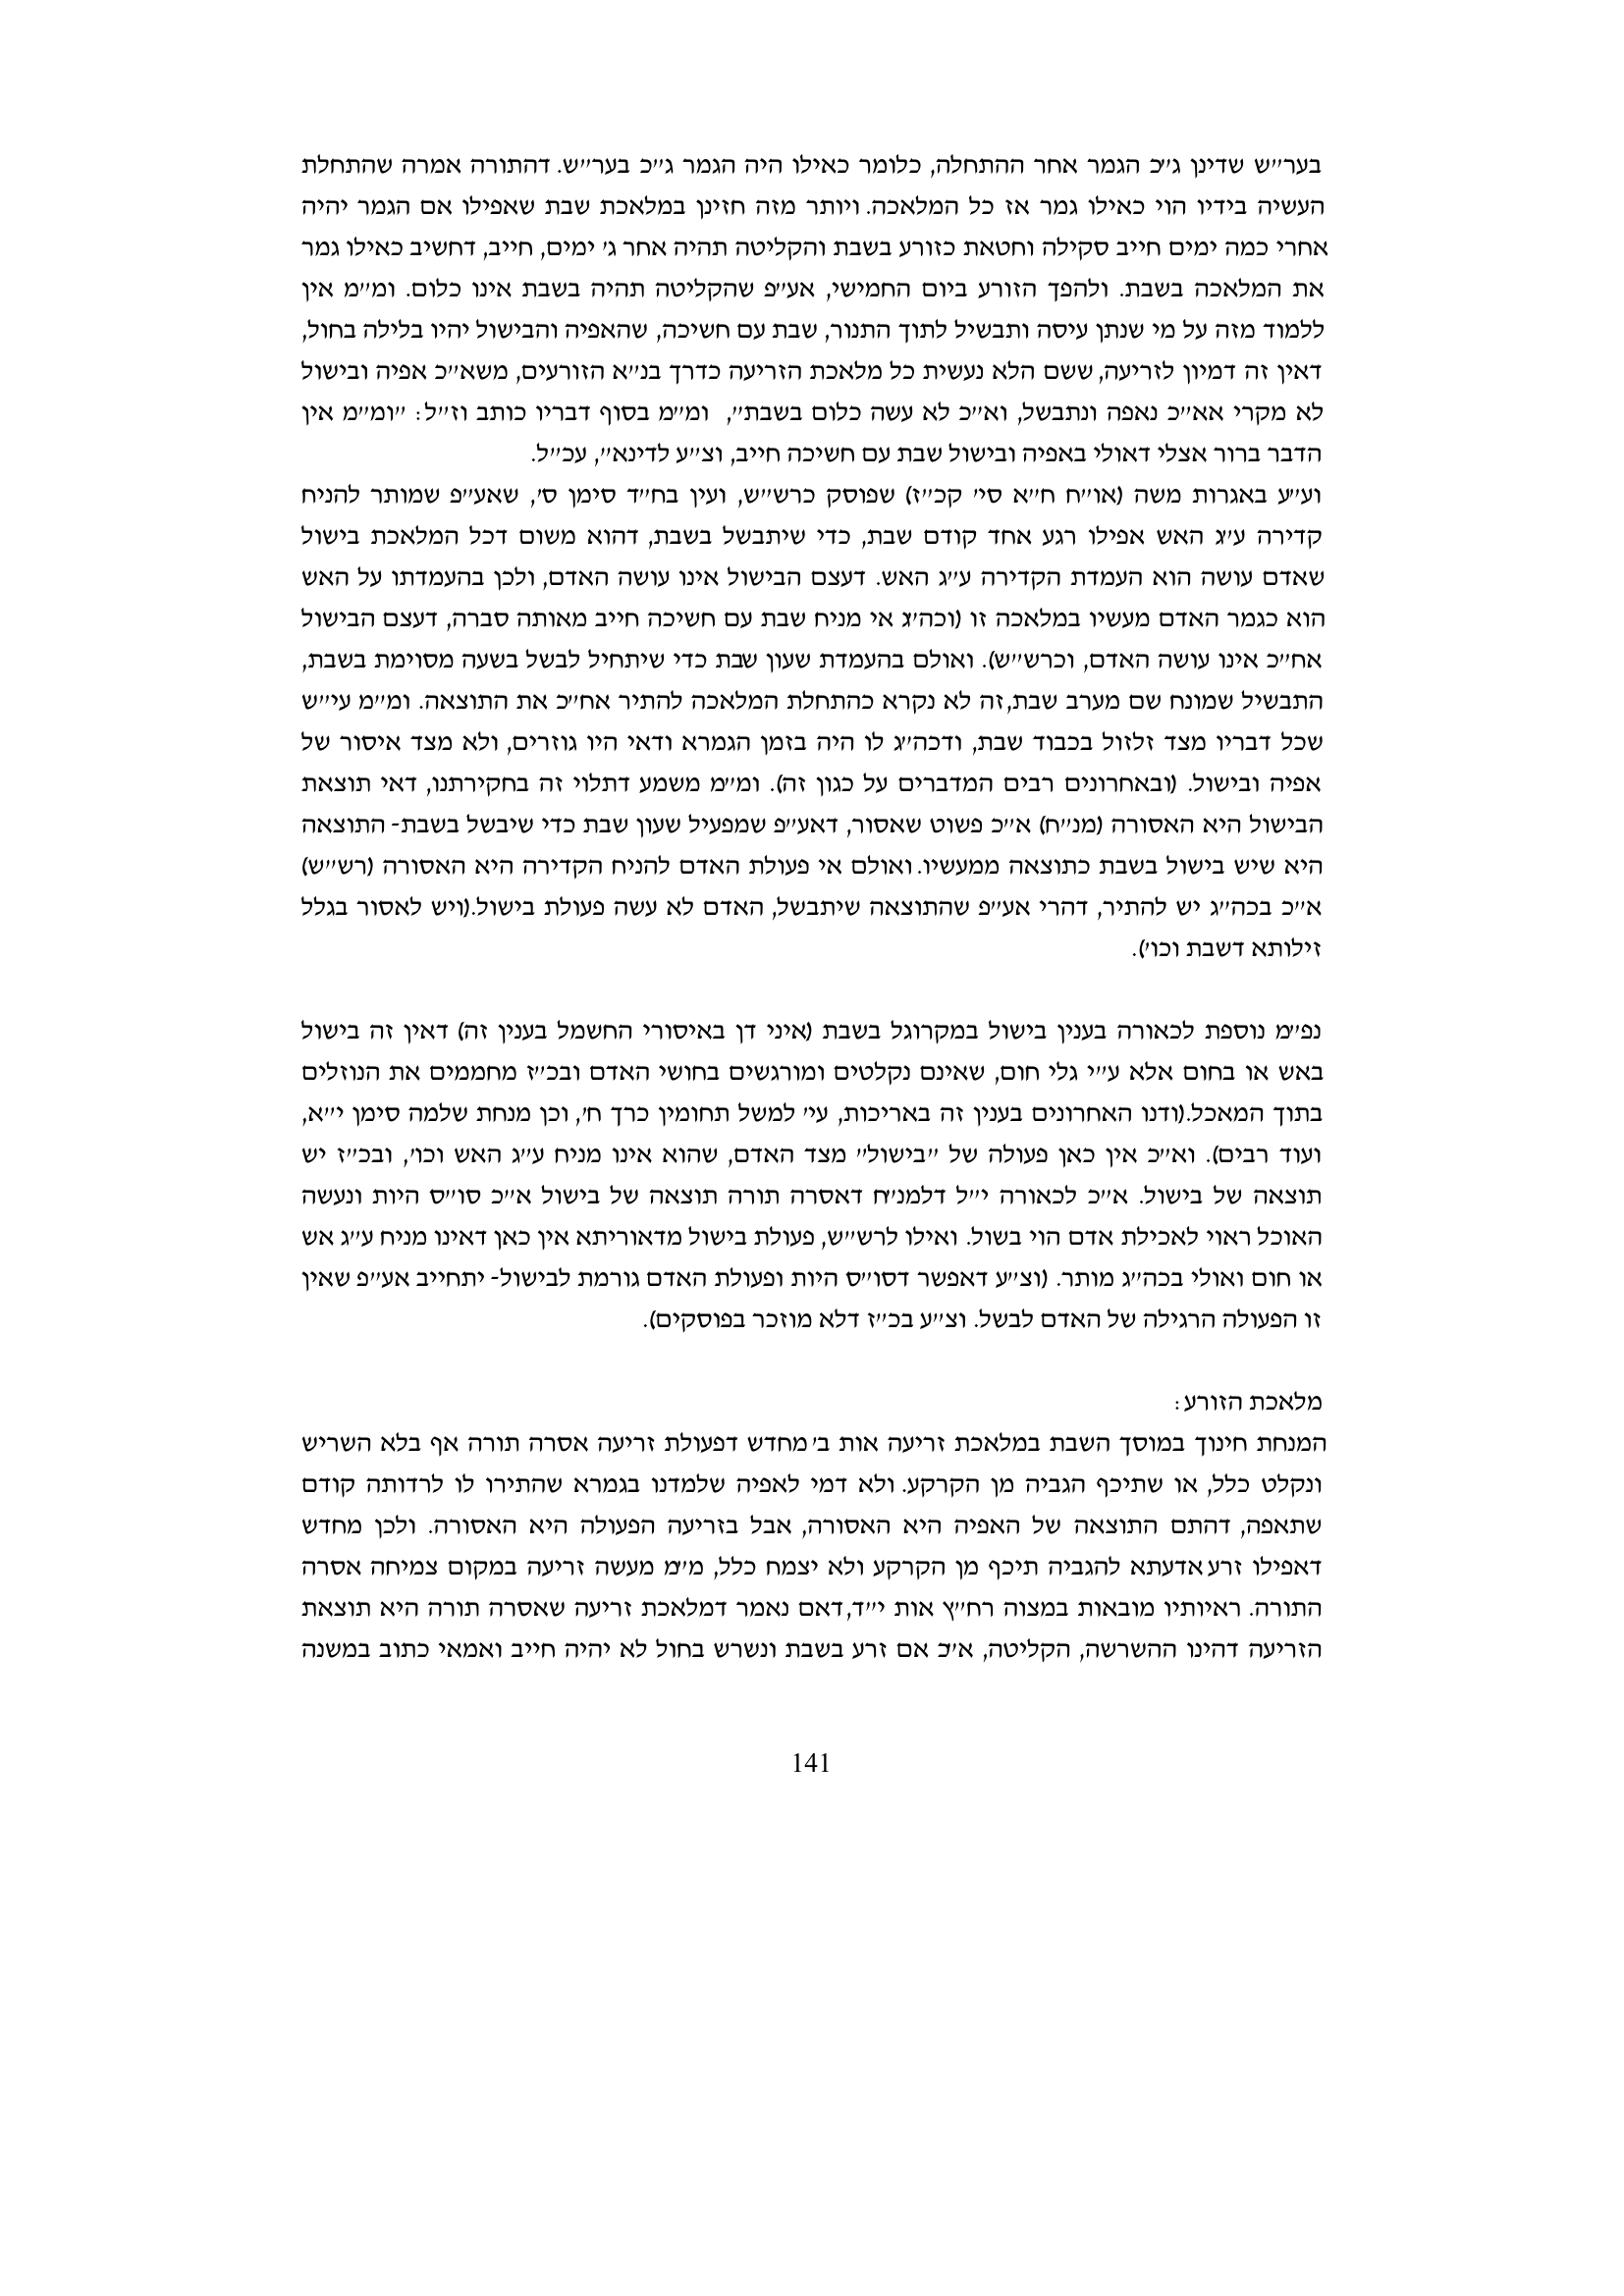 בער״ש שדינן ג״כ הגמר אחר ההתחלה, כלומר כאילו היה הגמר ג״כ בער״ש. דהתורה אמרה שהתחלת
העשיה בידיו הוי כאילו גמר אז כל המלאכה. ויותר מזה חזינן במלאכת שבת שאפילו אם הגמר יהיה
אחרי כמה ימים חייב סקילה וחטאת כזורע בשבת והקליטה תהיה אחר ג׳ ימים, חייב, דחשיב כאילו גמר
את המלאכה בשבת. ולהפך הזורע ביום החמישי, אע״פ שהקליטה תהיה בשבת אינו כלום. ומ״מ אין
ללמוד מזה על מי שנתן עיסה ותבשיל לתוך התנור, שבת עם חשיכה, שהאפיה והבישול יהיו בלילה בחול,
דאין זה דמיון לזריעה, ששם הלא נעשית כל מלאכת הזריעה כדרך בנ״א הזורעים, משא״כ אפיה ובישול
לא מקרי אא״כ נאפה ונתבשל, וא״כ לא עשה כלום בשבת״, ומ״מ בסוף דבריו כותב וז״ל: ״ומ״מ אין
הדבר ברור אצלי דאולי באפיה ובישול שבת עם חשיכה חייב, וצ״ע לדינא״, עכ״ל.
וע״ע באגרות משה (או״ח ח״א סי׳ קכ״ז) שפוסק כרש״ש, ועין בח״ד סימן ס׳, שאע״פ שמותר להניח
קדירה ע״ג האש אפילו רגע אחד קודם שבת, כדי שיתבשל בשבת, דהוא משום דכל המלאכת בישול
שאדם עושה הוא העמדת הקדירה ע״ג האש. דעצם הבישול אינו עושה האדם, ולכן בהעמדתו על האש
הוא כגמר האדם מעשיו במלאכה זו (וכה״ג אי מניח שבת עם חשיכה חייב מאותה סברה, דעצם הבישול
אח״כ אינו עושה האדם, וכרש״ש). ואולם בהעמדת שעון שבת כדי שיתחיל לבשל בשעה מסוימת בשבת,
התבשיל שמונח שם מערב שבת,זה לא נקרא כהתחלת המלאכה להתיר אח״כ את התוצאה. ומ״מ עי״ש
שכל דבריו מצד זלזול בכבוד שבת, ודכה״ג לו היה בזמן הגמרא ודאי היו גוזרים, ולא מצד איסור של
אפיה ובישול. (ובאחרונים רבים המדברים על כגון זה). ומ״מ משמע דתלוי זה בחקירתנו, דאי תוצאת
הבישול היא האסורה (מנ״ח) א״כ פשוט שאסור, דאע״פ שמפעיל שעון שבת כדי שיבשל בשבת- התוצאה
היא שיש בישול בשבת כתוצאה ממעשיו. ואולם אי פעולת האדם להניח הקדירה היא האסורה (רש״ש)
א״כ בכה״ג יש להתיר, דהרי אע״פ שהתוצאה שיתבשל, האדם לא עשה פעולת בישול.(ויש לאסור בגלל
זילותא דשבת וכו׳).
נפ״מ נוספת לכאורה בענין בישול במקרוגל בשבת (איני דן באיסורי החשמל בענין זה) דאין זה בישול
באש או בחום אלא ע״י גלי חום, שאינם נקלטים ומורגשים בחושי האדם ובכ״ז מחממים את הנוזלים
בתוך המאכל.(ודנו האחרונים בענין זה באריכות, עי׳ למשל תחומין כרך ח׳, וכן מנחת שלמה סימן י״א,
ועוד רבים). וא״כ אין כאן פעולה של ״בישול״ מצד האדם, שהוא אינו מניח ע״ג האש וכו׳, ובכ״ז יש
תוצאה של בישול. א״כ לכאורה י״ל דלמנ״ח דאסרה תורה תוצאה של בישול א״כ סו״ס היות ונעשה
האוכל ראוי לאכילת אדם הוי בשול. ואילו לרש״ש, פעולת בישול מדאוריתא אין כאן דאינו מניח ע״ג אש
או חום ואולי בכה״ג מותר. (וצ״ע דאפשר דסו״ס היות ופעולת האדם גורמת לבישול- יתחייב אע״פ שאין
זו הפעולה הרגילה של האדם לבשל. וצ״ע בכ״ז דלא מוזכר בפוסקים).
מלאכת הזורע:
המנחת חינוך במוסך השבת במלאכת זריעה אות ב׳ מחדש דפעולת זריעה אסרה תורה אף בלא השריש
ונקלט כלל, או שתיכף הגביה מן הקרקע. ולא דמי לאפיה שלמדנו בגמרא שהתירו לו לרדותה קודם
שתאפה, דהתם התוצאה של האפיה היא האסורה, אבל בזריעה הפעולה היא האסורה. ולכן מחדש
דאפילו זרע אדעתא להגביה תיכף מן הקרקע ולא יצמח כלל, מ״מ מעשה זריעה במקום צמיחה אסרה
התורה. ראיותיו מובאות במצוה רח״ץ אות י״ד,דאם נאמר דמלאכת זריעה שאסרה תורה היא תוצאת
הזריעה דהינו ההשרשה, הקליטה, א״כ אם זרע בשבת ונשרש בחול לא יהיה חייב ואמאי כתוב במשנה
141